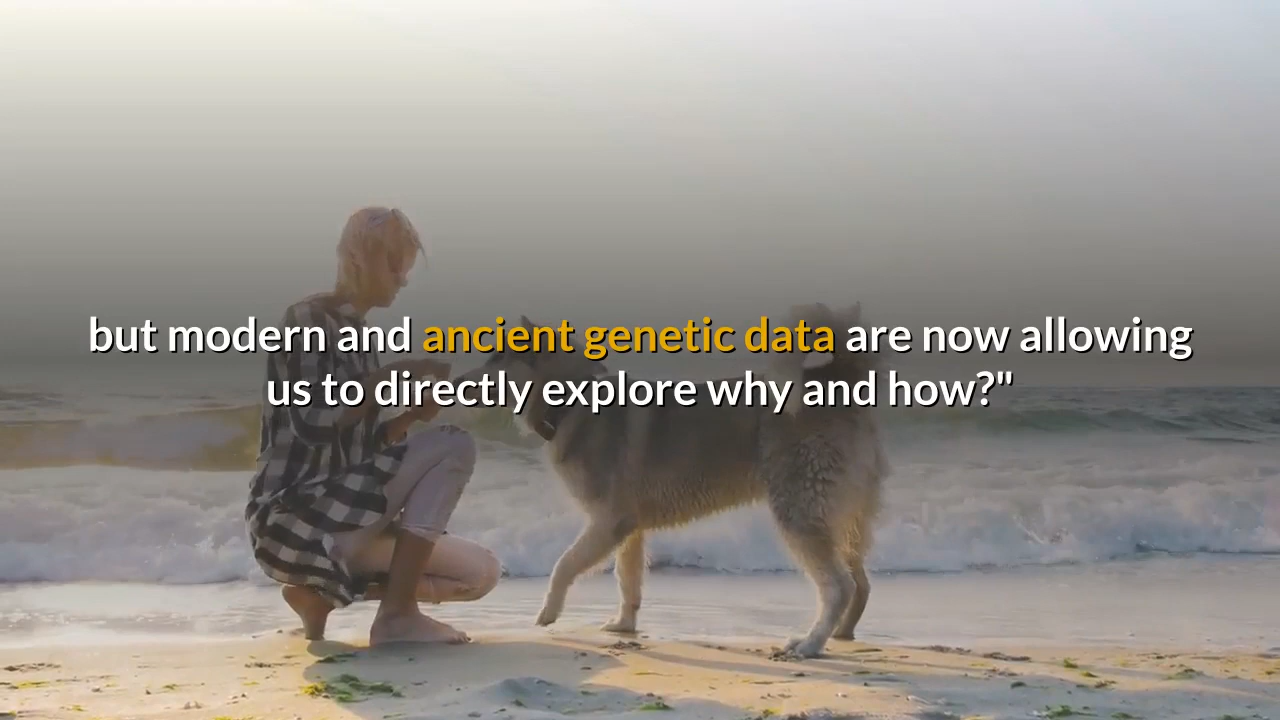 but modern and ancient genetic data are now allowing
us to directly explore why and how?"